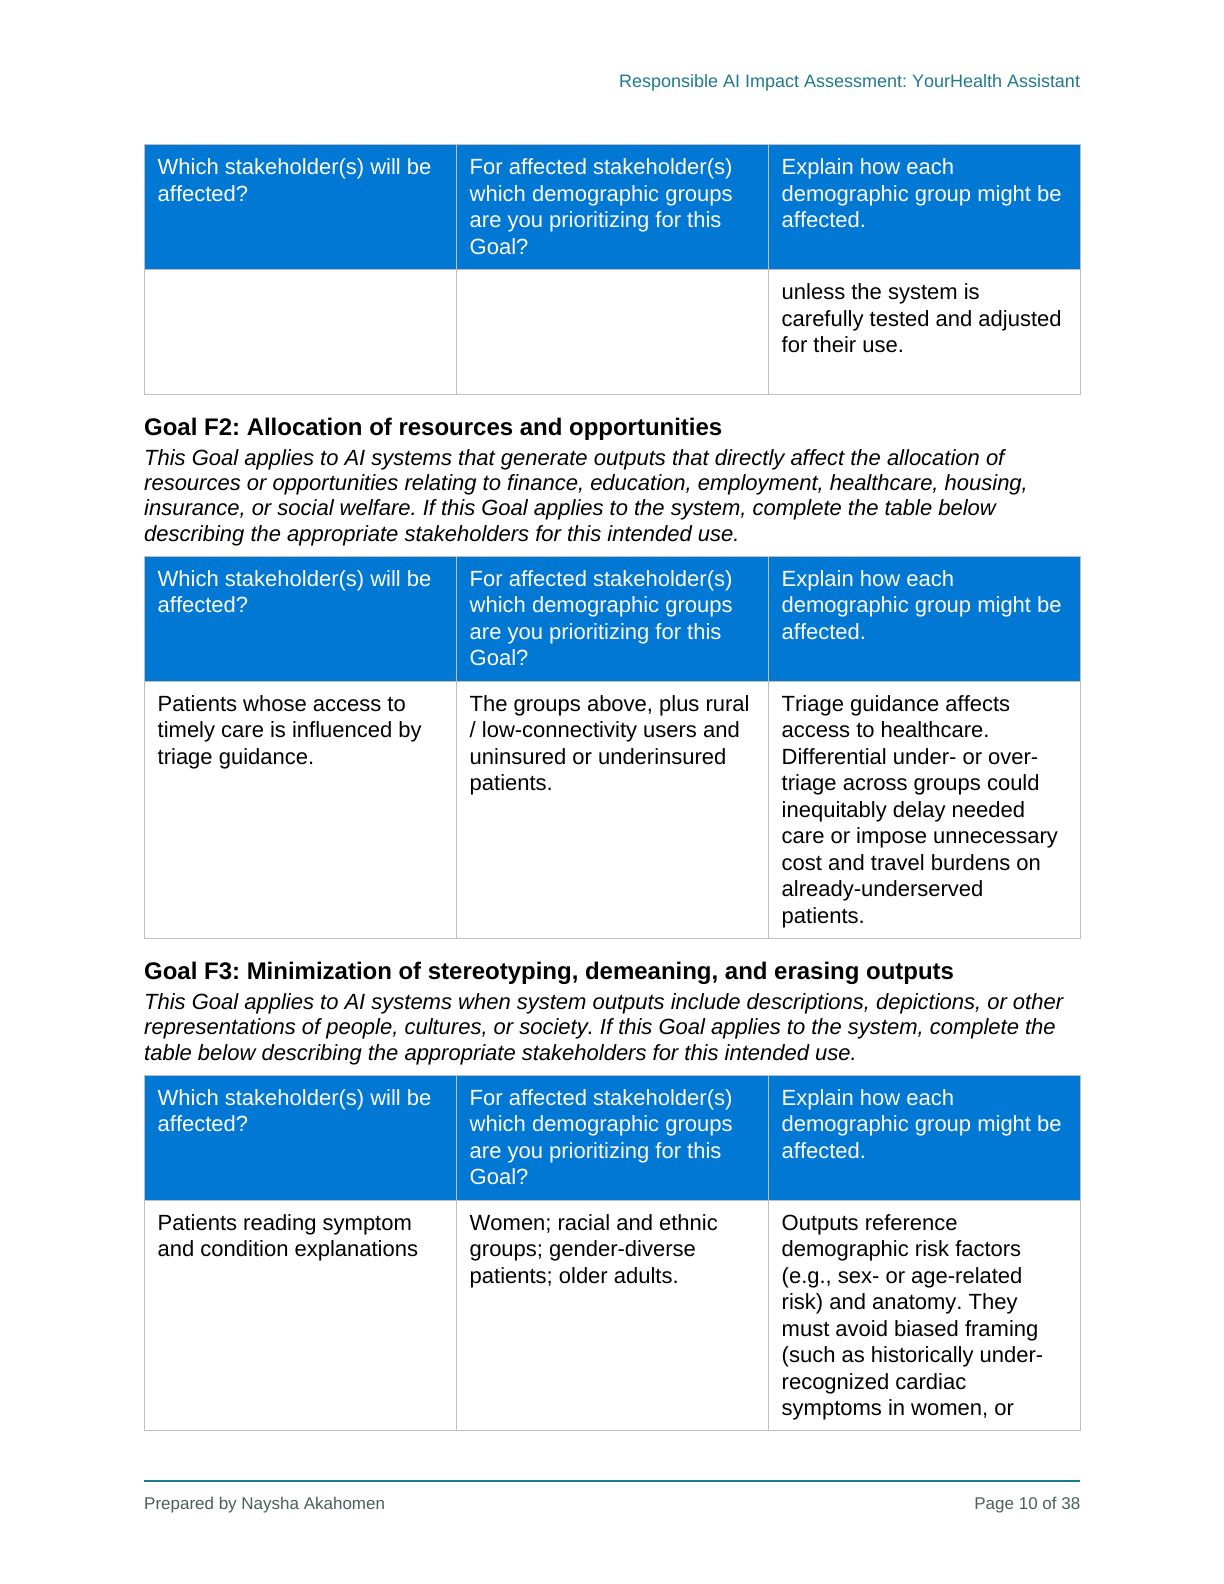 Responsible AI Impact Assessment: YourHealth Assistant
Which stakeholder(s) will be
affected?
For affected stakeholder(s)
which demographic groups
are you prioritizing for this
Goal?
Explain how each
demographic group might be
affected.
unless the system is
carefully tested and adjusted
for their use.
Goal F2: Allocation of resources and opportunities
This Goal applies to AI systems that generate outputs that directly affect the allocation of
resources or opportunities relating to finance, education, employment, healthcare, housing,
insurance, or social welfare. If this Goal applies to the system, complete the table below
describing the appropriate stakeholders for this intended use.
Which stakeholder(s) will be
affected?
For affected stakeholder(s)
which demographic groups
are you prioritizing for this
Goal?
Explain how each
demographic group might be
affected.
Patients whose access to
timely care is influenced by
triage guidance.
The groups above, plus rural
/ low-connectivity users and
uninsured or underinsured
patients.
Triage guidance affects
access to healthcare.
Differential under- or over-
triage across groups could
inequitably delay needed
care or impose unnecessary
cost and travel burdens on
already-underserved
patients.
Goal F3: Minimization of stereotyping, demeaning, and erasing outputs
This Goal applies to AI systems when system outputs include descriptions, depictions, or other
representations of people, cultures, or society. If this Goal applies to the system, complete the
table below describing the appropriate stakeholders for this intended use.
Which stakeholder(s) will be
affected?
For affected stakeholder(s)
which demographic groups
are you prioritizing for this
Goal?
Explain how each
demographic group might be
affected.
Patients reading symptom
and condition explanations
Women; racial and ethnic
groups; gender-diverse
patients; older adults.
Outputs reference
demographic risk factors
(e.g., sex- or age-related
risk) and anatomy. They
must avoid biased framing
(such as historically under-
recognized cardiac
symptoms in women, or
Prepared by Naysha Akahomen
Page 10 of 38